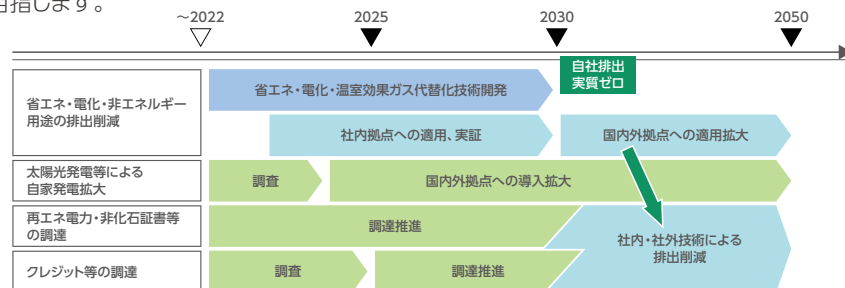 目指します。
～2022
2025
2030
2050
自社排出
実質ゼロ
省エネ・電化・非エネルギー
用途の排出削減
省エネ・電化・温室効果ガス代替化技術開発
社内拠点への適用、実証
国内外拠点への適用拡大
太陽光発電等による
自家発電拡大
調査
国内外拠点への導入拡大
再エネ電力・非化石証書等
の調達
調達推進
社内・社外技術による
排出削減
クレジット等の調達
調査
調達推進